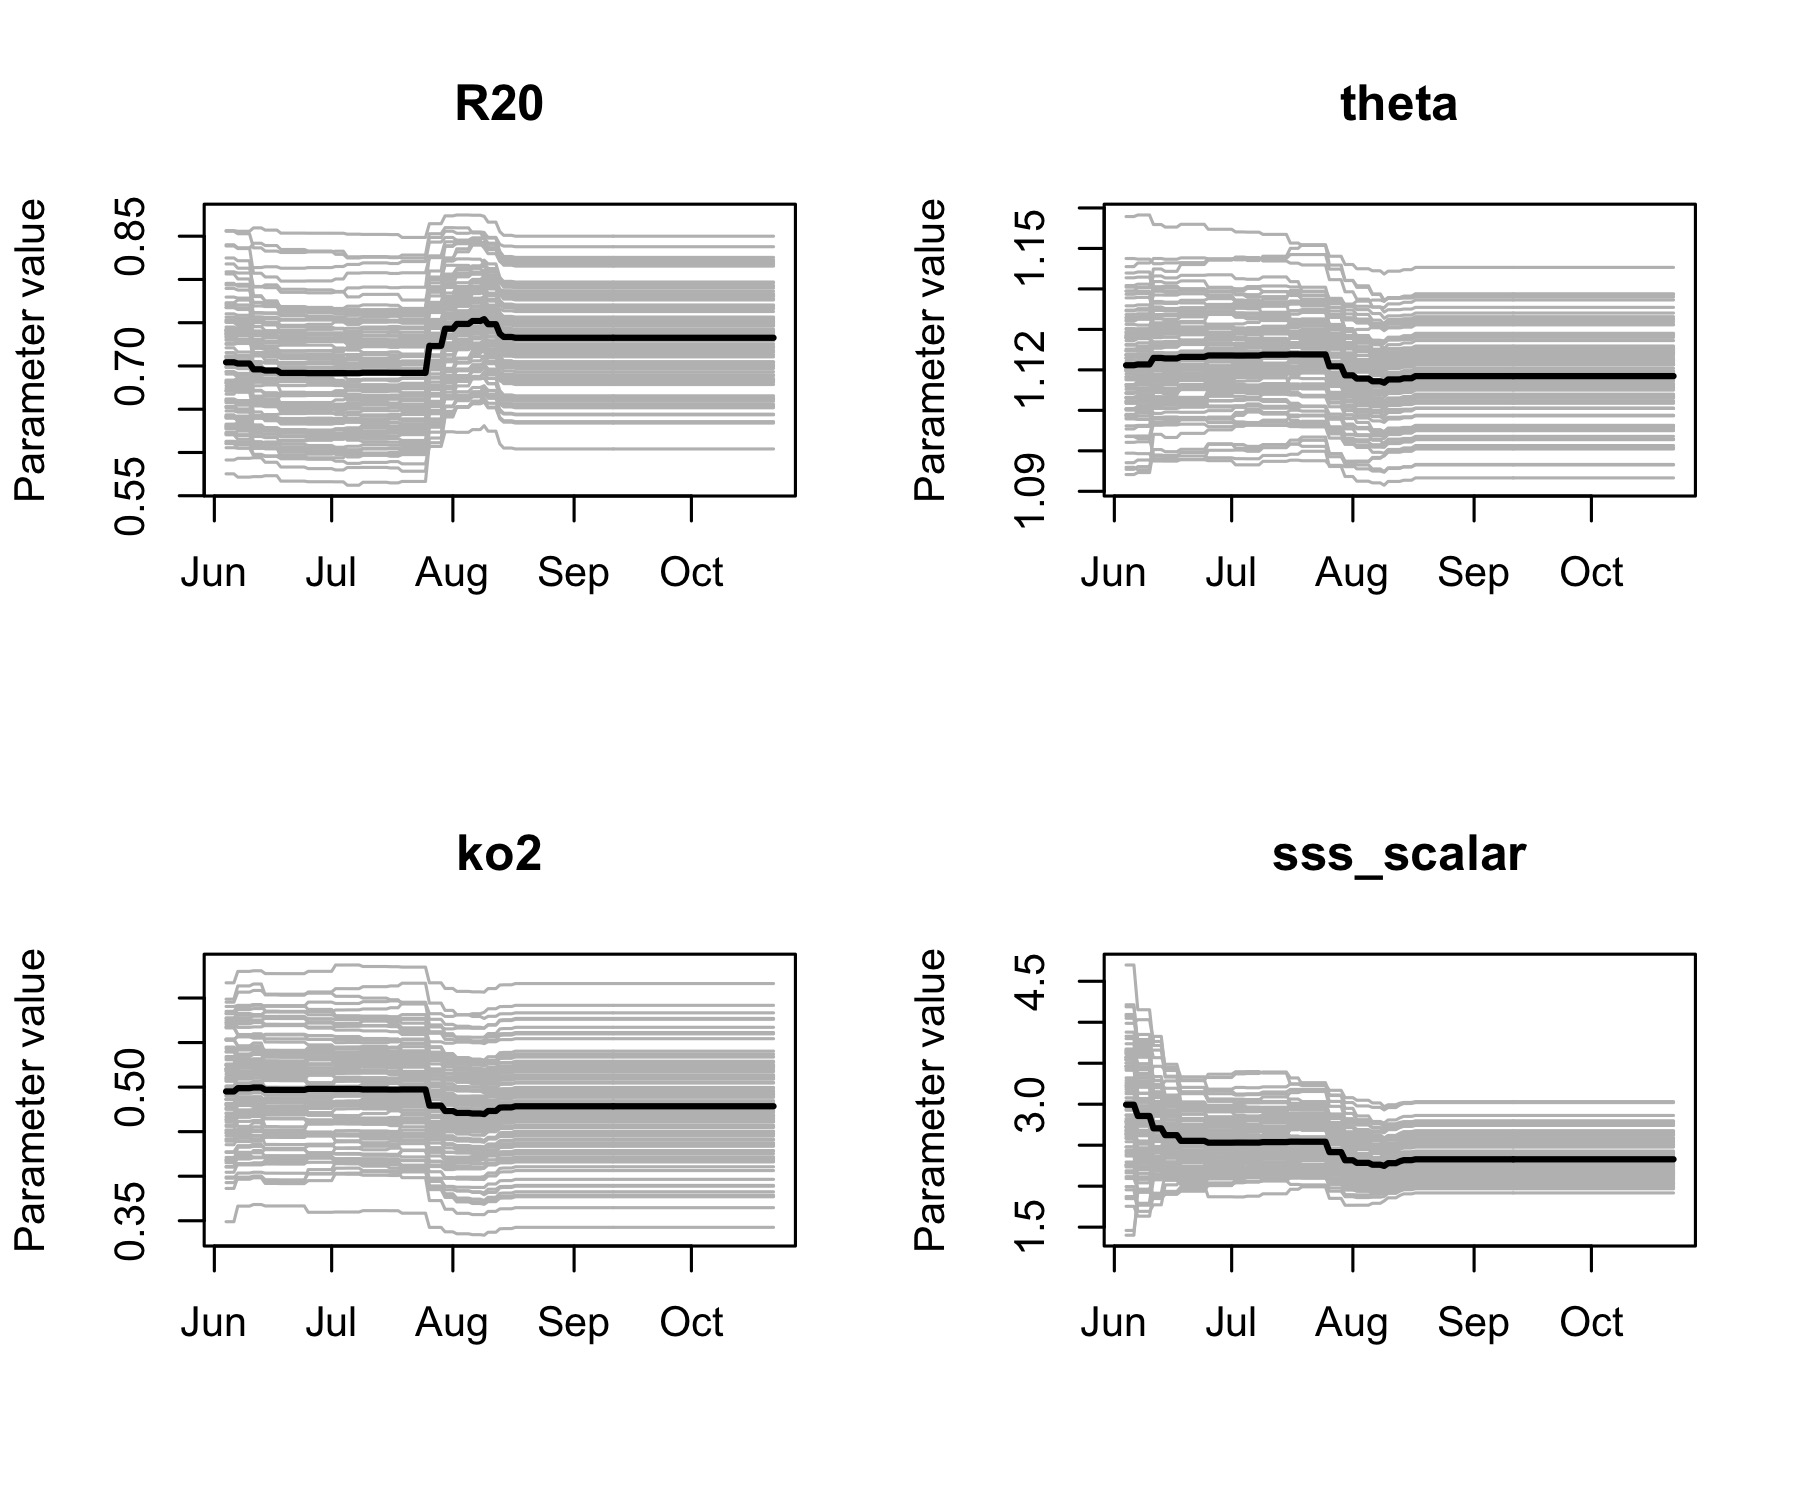 R20
Parameter value
0.55 0.70 0.85
Jun Jul Aug Sep Oct
theta
Parameter value
1.09 1.12 1.15
Jun Jul Aug Sep Oct
ko2
Parameter value
0.35 0.50
Jun Jul Aug Sep Oct
sss_scalar
Parameter value
1.5 3.0 4.5
Jun Jul Aug Sep Oct